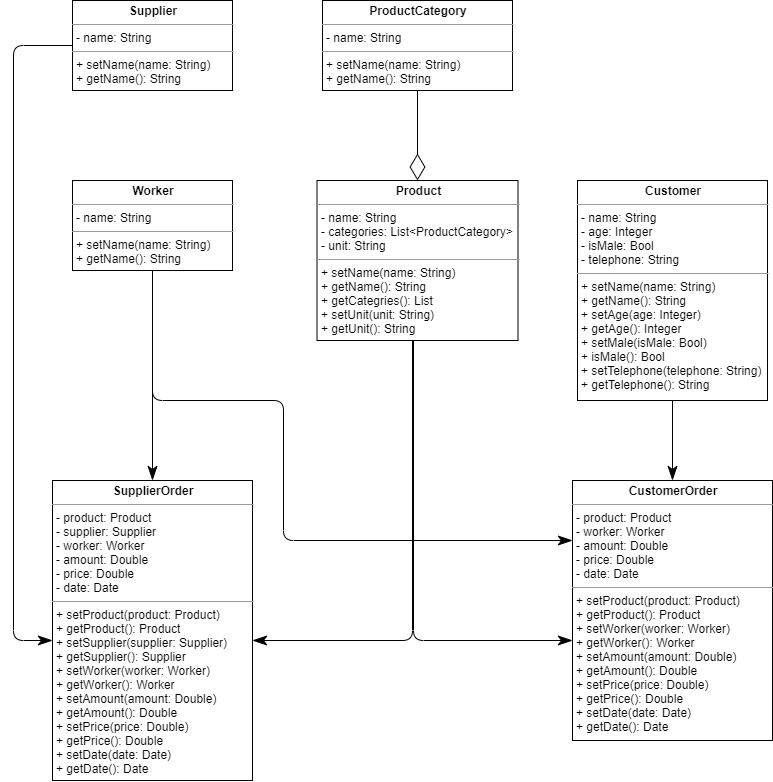 Supplier
- name: String
+ setName(name: String)
+ getName(): String
ProductCategory
- name: String
+ setName(name: String)
+ getName(): String
Worker
- name: String
+ setName(name: String)
+ getName(): String
Product
- name: String
- categories: List<ProductCategory>
- unit: String
+ setName(name: String)
+ getName(): String
+ getCategries(): List
+ setUnit(unit: String)
+ getUnit(): String
Customer
- name: String
- age: Integer
- isMale: Bool
- telephone: String
+ setName(name: String)
+ getName(): String
+ setAge(age: Integer)
+ getAge(): Integer
+ setMale(isMale: Bool)
+ isMale(): Bool
+ setTelephone(telephone: String)
+ getTelephone(): String
SupplierOrder
- product: Product
- supplier: Supplier
- worker: Worker
- amount: Double
- price: Double
- date: Date
+ setProduct(product: Product)
+ getProduct(): Product
+ setSupplier(supplier: Supplier)
+ getSupplier(): Supplier
+ setWorker(worker: Worker)
+ getWorker(): Worker
+ setAmount(amount: Double)
+ getAmount(): Double
+ setPrice(price: Double)
+ getPrice(): Double
+ setDate(date: Date)
+ getDate(): Date
CustomerOrder
- product: Product
- worker: Worker
- amount: Double
- price: Double
- date: Date
+ setProduct(product: Product)
+ getProduct(): Product
+ setWorker(worker: Worker)
+ getWorker(): Worker
+ setAmount(amount: Double)
+ getAmount(): Double
+ setPrice(price: Double)
+ getPrice(): Double
+ setDate(date: Date)
+ getDate(): Date